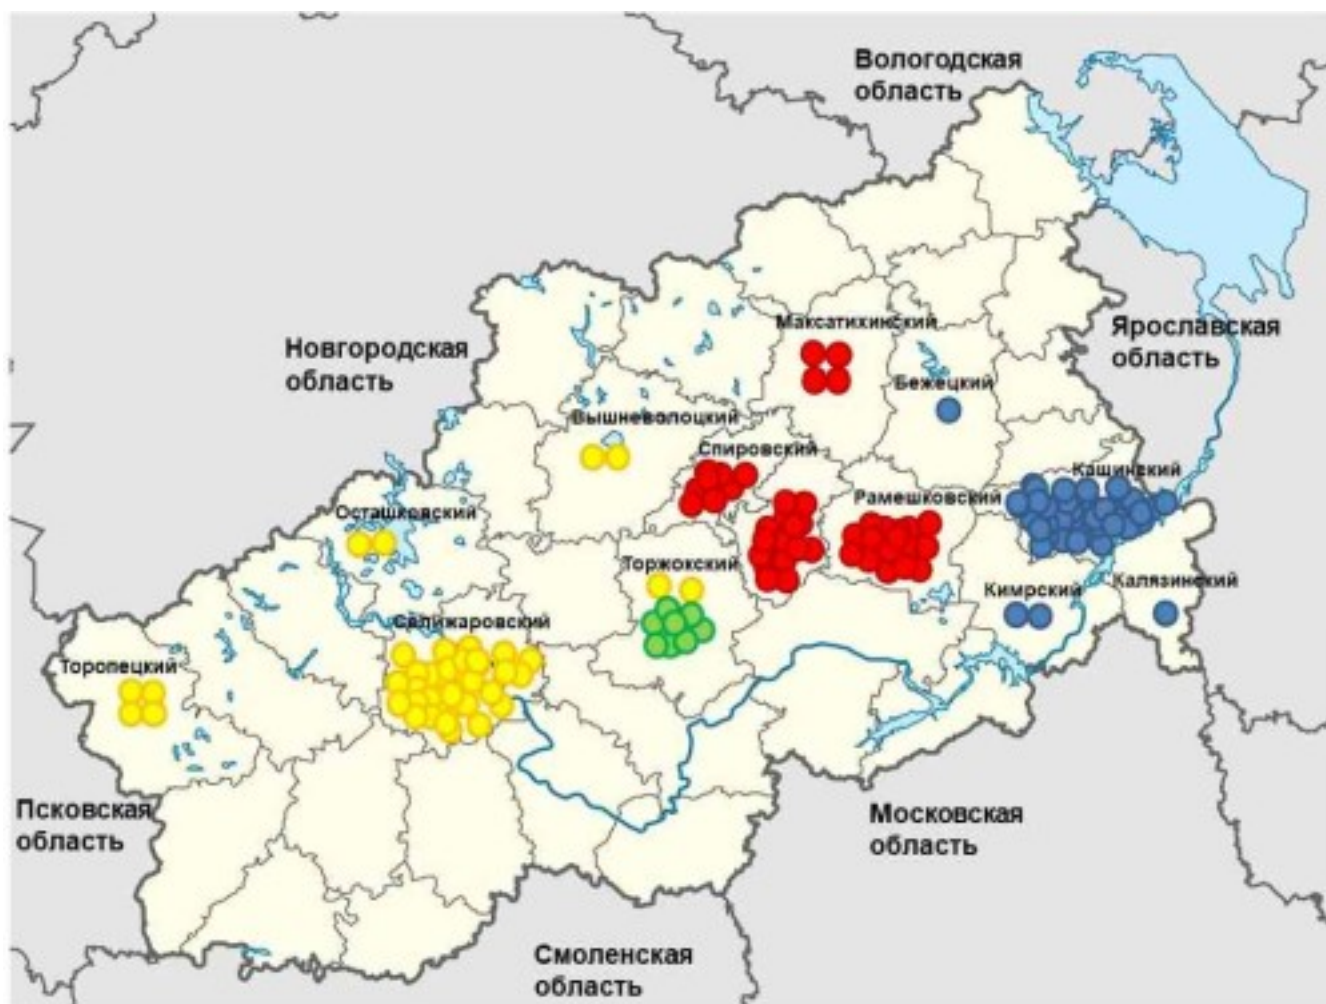 Вологодская
область
Новгородская
область
Максатихинский
Ярославская
область
Бежецкий
Вышневолоцкий
Спировский
Кашинский
Рамешковский
Осташковский
Торжокский
Кимрский
Калязинский
Селижаровский
Торопецкий
Псковская
область
Московская
область
Смоленская
область